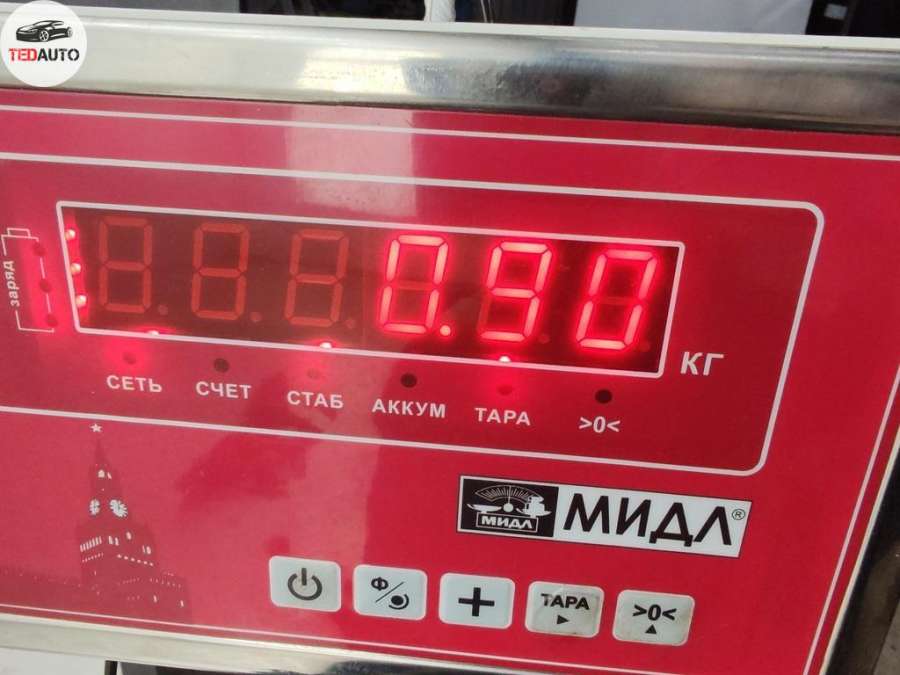 TEDAUTO
заряд
0.90
КГ
СЕТЬ
СЧЕТ
СТАБ
АККУМ
ТАРА
>0<
МИДЛ
МИДЛ®
Ф
ТАРА
>0<